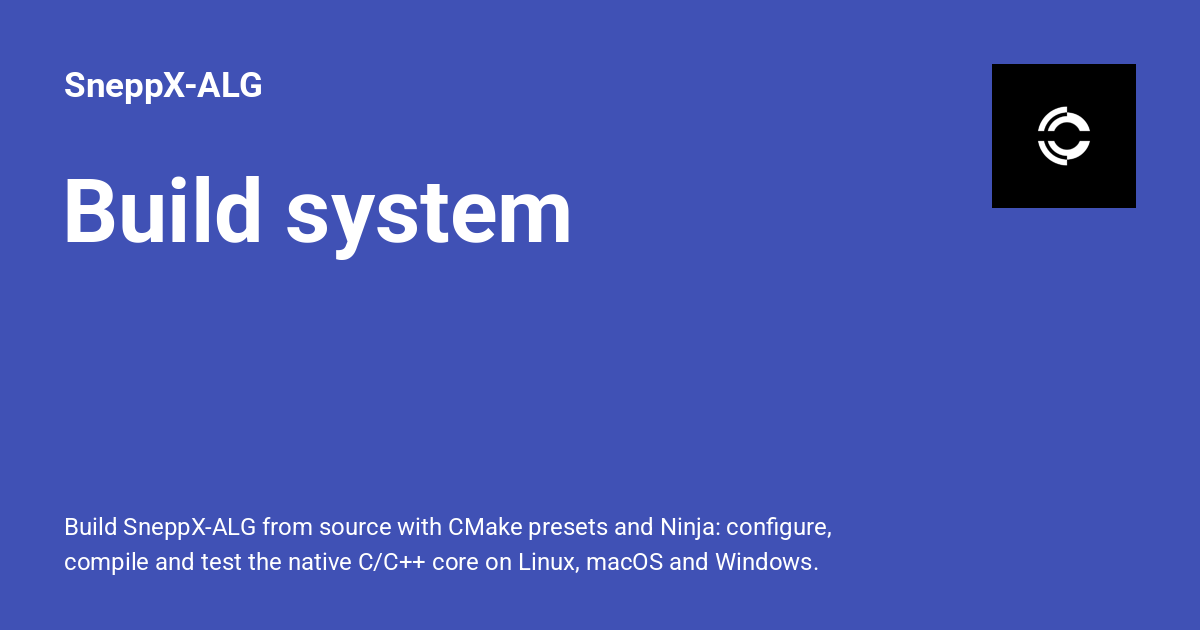 SneppX-ALG
Build system
Build SneppX-ALG from source with CMake presets and Ninja: configure,
compile and test the native C/C++ core on Linux, macOS and Windows.